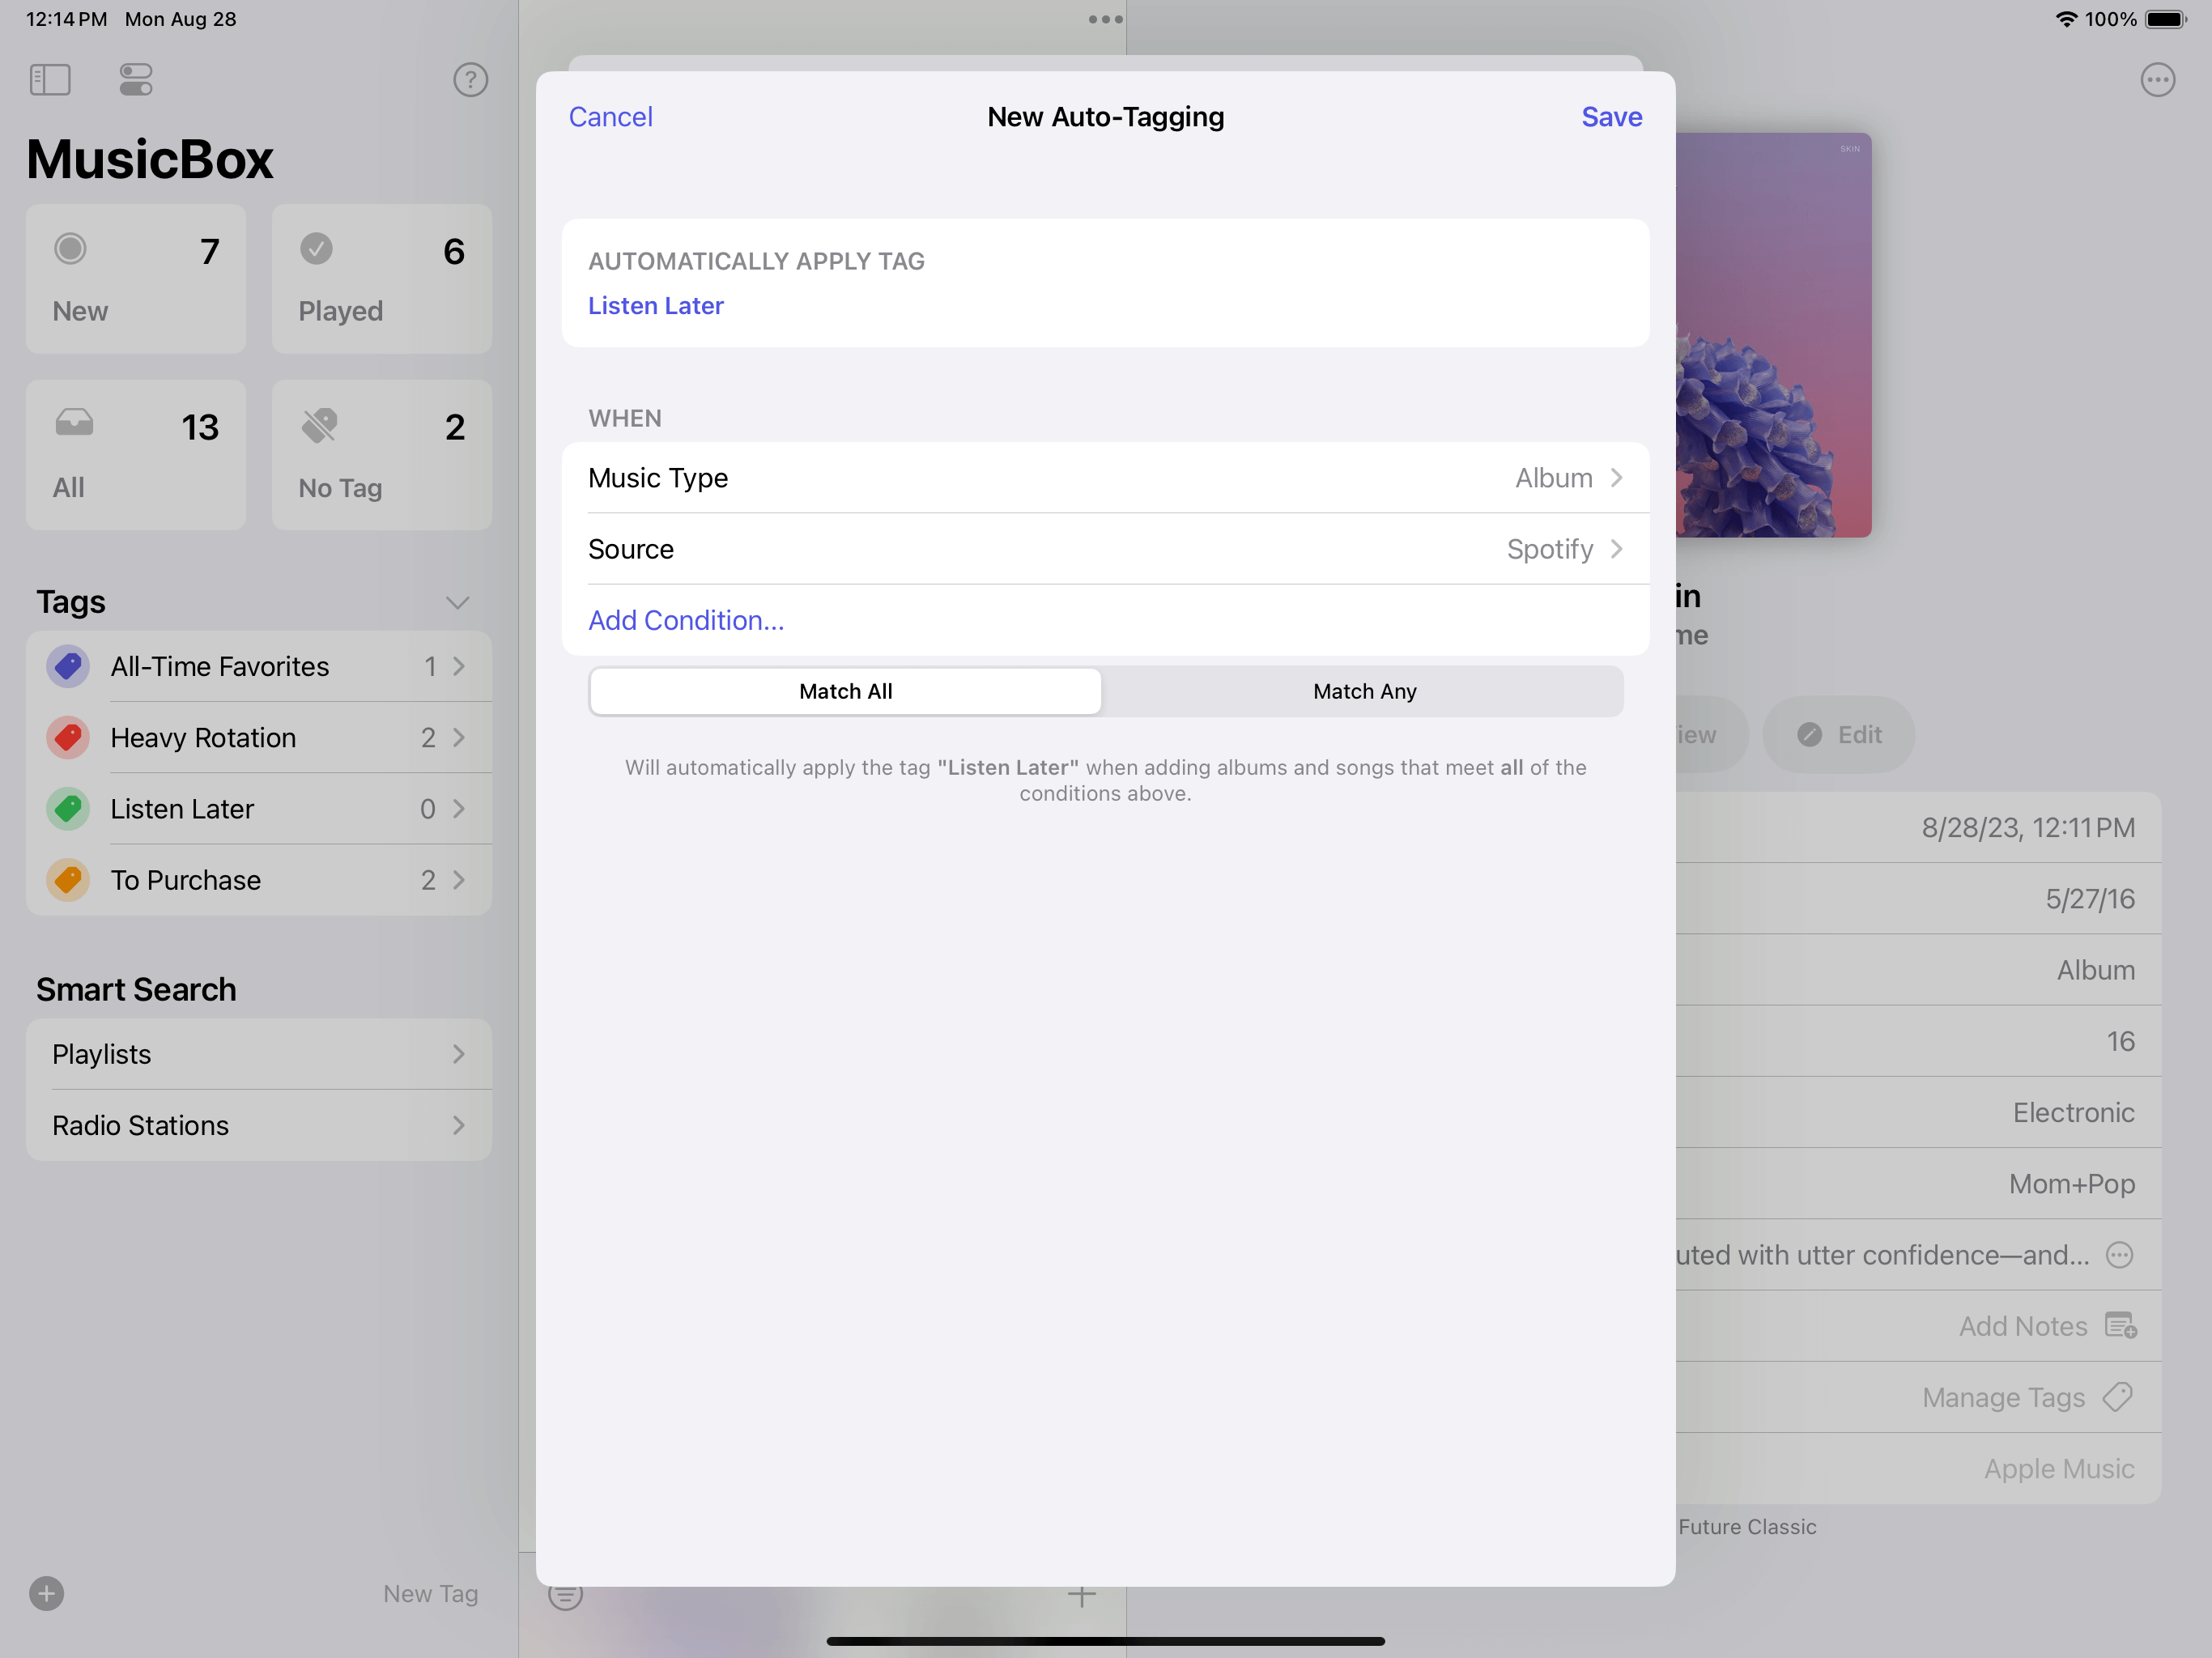 12:14 PM Mon Aug 28
100%
MusicBox
7
New
6
Played
13
All
2
No Tag
Tags
All-Time Favorites 1
Heavy Rotation 2
Listen Later 0
To Purchase 2
Smart Search
Playlists
Radio Stations
New Tag
Cancel
New Auto-Tagging
Save
AUTOMATICALLY APPLY TAG
Listen Later
WHEN
Music Type Album
Source Spotify
Add Condition...
Match All Match Any
Will automatically apply the tag "Listen Later" when adding albums and songs that meet all of the
conditions above.
SKIN
in
me
iew
Edit
8/28/23, 12:11 PM
5/27/16
Album
16
Electronic
Mom+Pop
uted with utter confidence—and...
Add Notes
Manage Tags
Apple Music
Future Classic